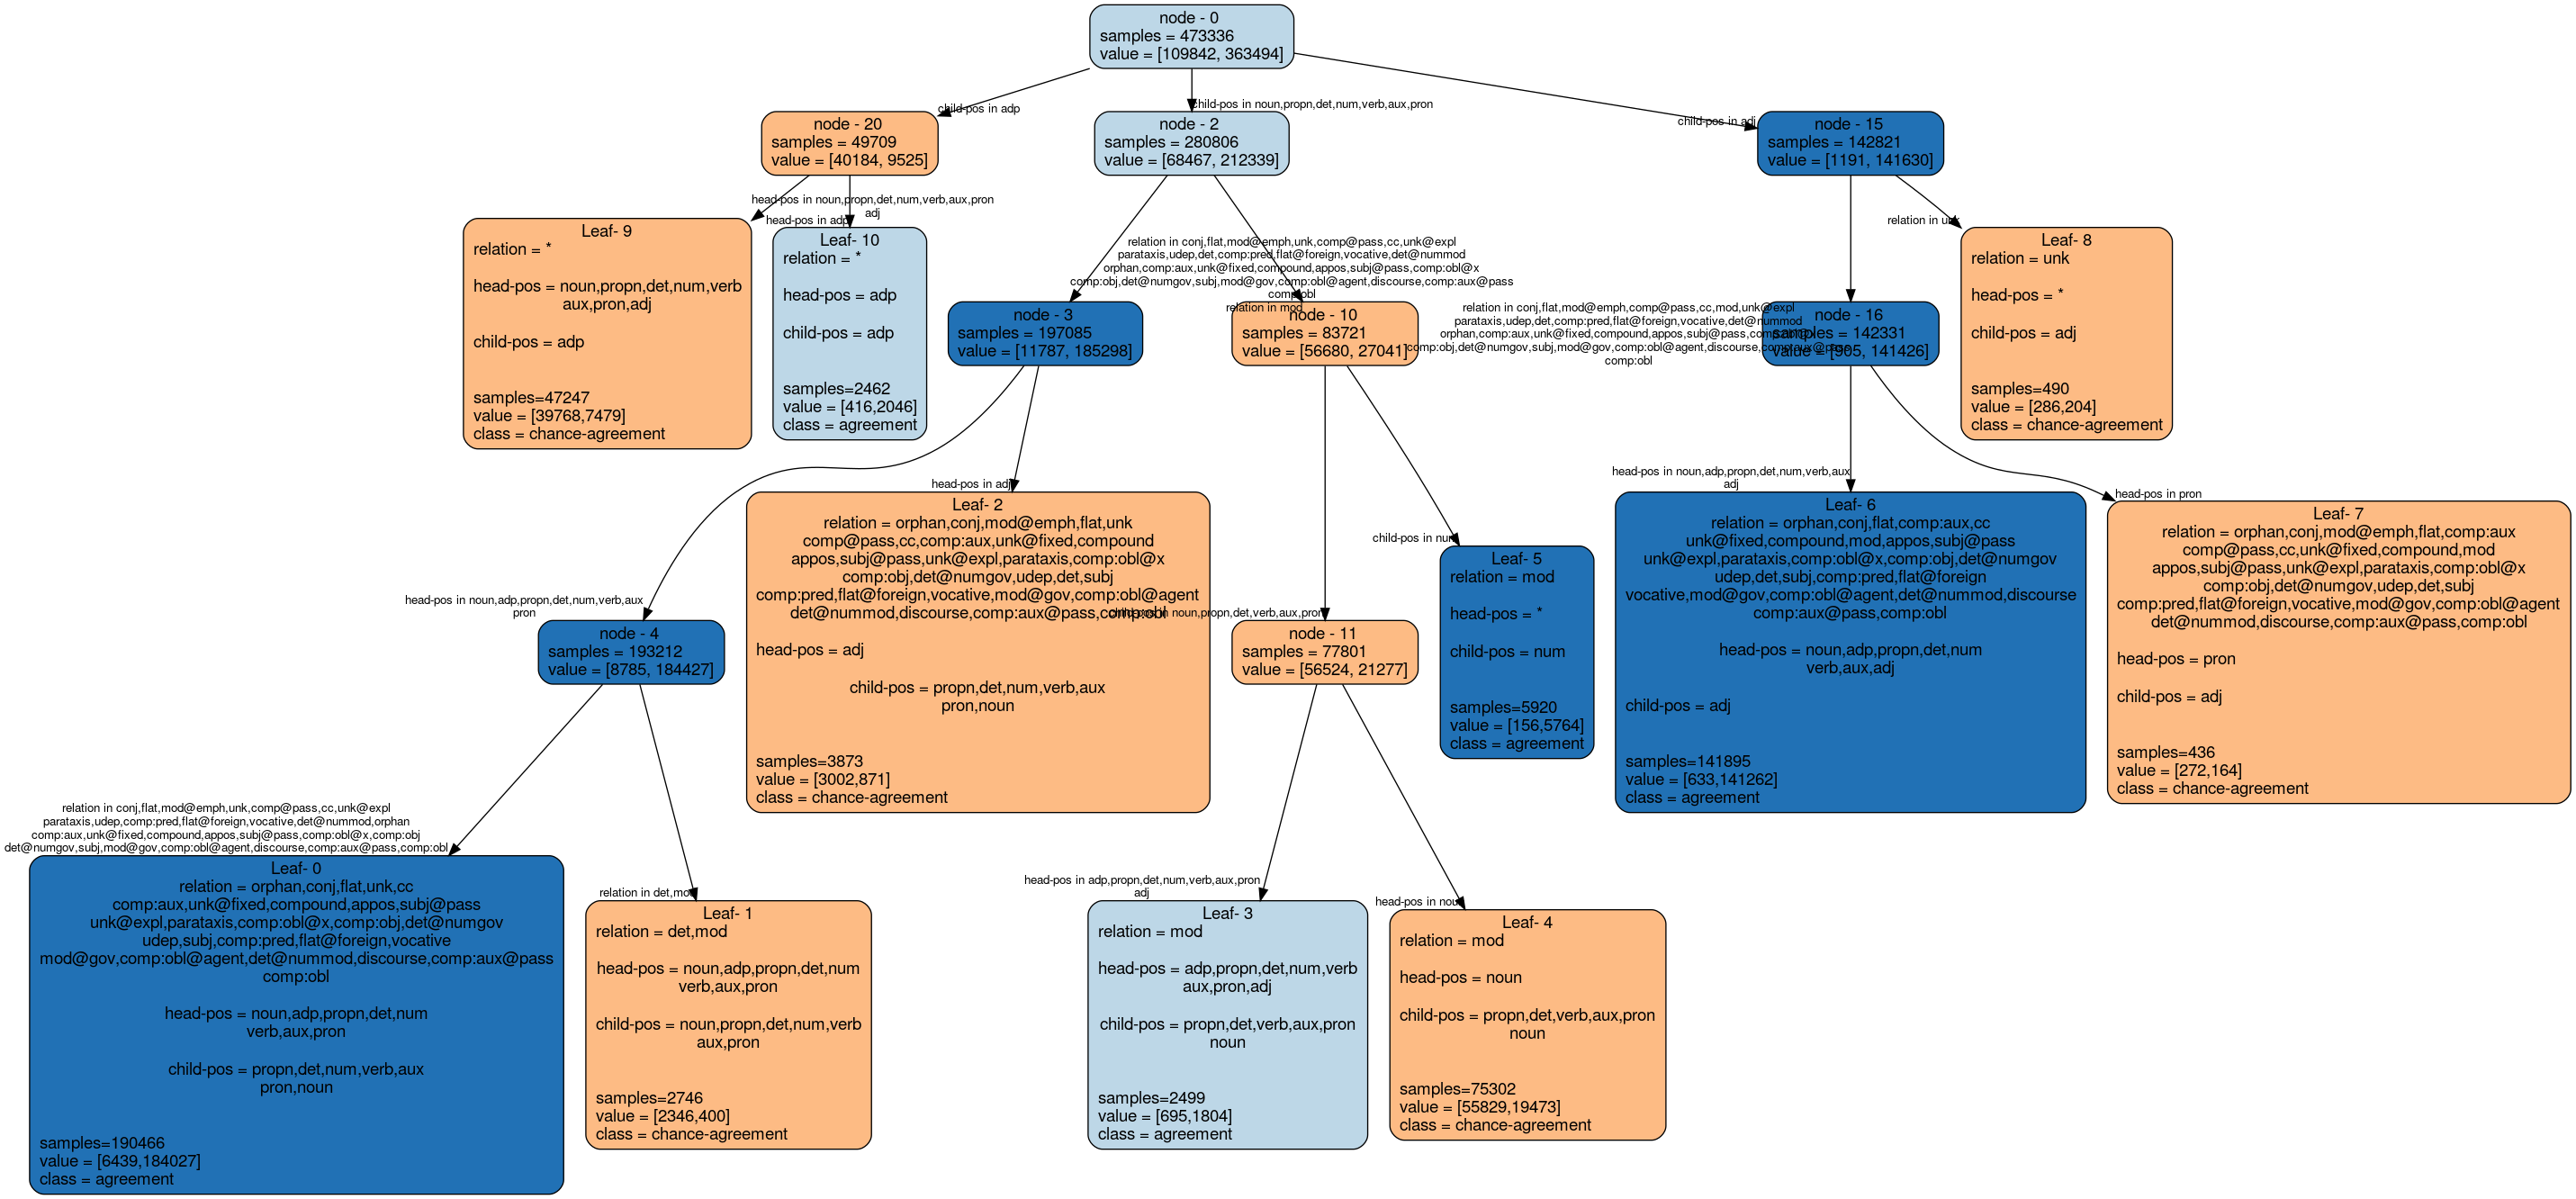 node - 0
samples = 473336
value = [109842, 363494]
child-pos in adp
child-pos in noun,propn,det,num,verb,aux,pron
child-pos in adj
node - 20
samples = 49709
value = [40184, 9525]
node - 2
samples = 280806
value = [68467, 212339]
node - 15
samples = 142821
value = [1191, 141630]
head-pos in noun,propn,det,num,verb,aux,pron
adj
head-pos in adp
relation in conj,flat,mod@emph,unk,comp@pass,cc,unk@expl
parataxis,udep,det,comp:pred,flat@foreign,vocative,det@nummod
orphan,comp:aux,unk@fixed,compound,appos,subj@pass,comp:obl@x
comp:obj,det@numgov,subj,mod@gov,comp:obl@agent,discourse,comp:aux@pass
comp:obl
relation in mod
relation in conj,flat,mod@emph,comp@pass,cc,mod,unk@expl
parataxis,udep,det,comp:pred,flat@foreign,vocative,det@nummod
orphan,comp:aux,unk@fixed,compound,appos,subj@pass,comp:obl@x
comp:obj,det@numgov,subj,mod@gov,comp:obl@agent,discourse,comp:aux@pass
comp:obl
relation in unk
Leaf- 9
relation = *
head-pos = noun,propn,det,num,verb
aux,pron,adj
child-pos = adp
samples=47247
value = [39768,7479]
class = chance-agreement
Leaf- 10
relation = *
head-pos = adp
child-pos = adp
samples=2462
value = [416,2046]
class = agreement
node - 3
samples = 197085
value = [11787, 185298]
node - 10
samples = 83721
value = [56680, 27041]
node - 16
samples = 142331
value = [905, 141426]
Leaf- 8
relation = unk
head-pos = *
child-pos = adj
samples=490
value = [286,204]
class = chance-agreement
head-pos in noun,adp,propn,det,num,verb,aux
pron
head-pos in adj
child-pos in noun,propn,det,verb,aux,pron
child-pos in num
head-pos in noun,adp,propn,det,num,verb,aux
adj
head-pos in pron
node - 4
samples = 193212
value = [8785, 184427]
Leaf- 2
relation = orphan,conj,mod@emph,flat,unk
comp@pass,cc,comp:aux,unk@fixed,compound
appos,subj@pass,unk@expl,parataxis,comp:obl@x
comp:obj,det@numgov,udep,det,subj
comp:pred,flat@foreign,vocative,mod@gov,comp:obl@agent
det@nummod,discourse,comp:aux@pass,comp:obl
head-pos = adj
child-pos = propn,det,num,verb,aux
pron,noun
samples=3873
value = [3002,871]
class = chance-agreement
node - 11
samples = 77801
value = [56524, 21277]
Leaf- 5
relation = mod
head-pos = *
child-pos = num
samples=5920
value = [156,5764]
class = agreement
Leaf- 6
relation = orphan,conj,flat,comp:aux,cc
unk@fixed,compound,mod,appos,subj@pass
unk@expl,parataxis,comp:obl@x,comp:obj,det@numgov
udep,det,subj,comp:pred,flat@foreign
vocative,mod@gov,comp:obl@agent,det@nummod,discourse
comp:aux@pass,comp:obl
head-pos = noun,adp,propn,det,num
verb,aux,adj
child-pos = adj
samples=141895
value = [633,141262]
class = agreement
Leaf- 7
relation = orphan,conj,mod@emph,flat,comp:aux
comp@pass,cc,unk@fixed,compound,mod
appos,subj@pass,unk@expl,parataxis,comp:obl@x
comp:obj,det@numgov,udep,det,subj
comp:pred,flat@foreign,vocative,mod@gov,comp:obl@agent
det@nummod,discourse,comp:aux@pass,comp:obl
head-pos = pron
child-pos = adj
samples=436
value = [272,164]
class = chance-agreement
relation in conj,flat,mod@emph,unk,comp@pass,cc,unk@expl
parataxis,udep,comp:pred,flat@foreign,vocative,det@nummod,orphan
comp:aux,unk@fixed,compound,appos,subj@pass,comp:obl@x,comp:obj
det@numgov,subj,mod@gov,comp:obl@agent,discourse,comp:aux@pass,comp:obl
relation in det,mod
head-pos in adp,propn,det,num,verb,aux,pron
adj
head-pos in noun
Leaf- 0
relation = orphan,conj,flat,unk,cc
comp:aux,unk@fixed,compound,appos,subj@pass
unk@expl,parataxis,comp:obl@x,comp:obj,det@numgov
udep,subj,comp:pred,flat@foreign,vocative
mod@gov,comp:obl@agent,det@nummod,discourse,comp:aux@pass
comp:obl
head-pos = noun,adp,propn,det,num
verb,aux,pron
child-pos = propn,det,num,verb,aux
pron,noun
samples=190466
value = [6439,184027]
class = agreement
Leaf- 1
relation = det,mod
head-pos = noun,adp,propn,det,num
verb,aux,pron
child-pos = noun,propn,det,num,verb
aux,pron
samples=2746
value = [2346,400]
class = chance-agreement
Leaf- 3
relation = mod
head-pos = adp,propn,det,num,verb
aux,pron,adj
child-pos = propn,det,verb,aux,pron
noun
samples=2499
value = [695,1804]
class = agreement
Leaf- 4
relation = mod
head-pos = noun
child-pos = propn,det,verb,aux,pron
noun
samples=75302
value = [55829,19473]
class = chance-agreement